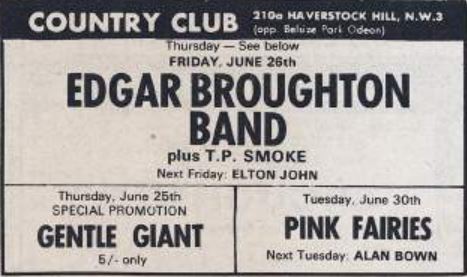 COUNTRY CLUB
210a HAVERSTOCK HILL, N.W.3
(opp. Belsize Park Odeon)
Thursday — See below
FRIDAY, JUNE 26th
EDGAR BROUGHTON
BAND
plus T.P. SMOKE
Next Friday: ELTON JOHN
Thursday, June 25th
SPECIAL PROMOTION
GENTLE GIANT
5/- only
Tuesday, June 30th
PINK FAIRIES
Next Tuesday: ALAN BOWN